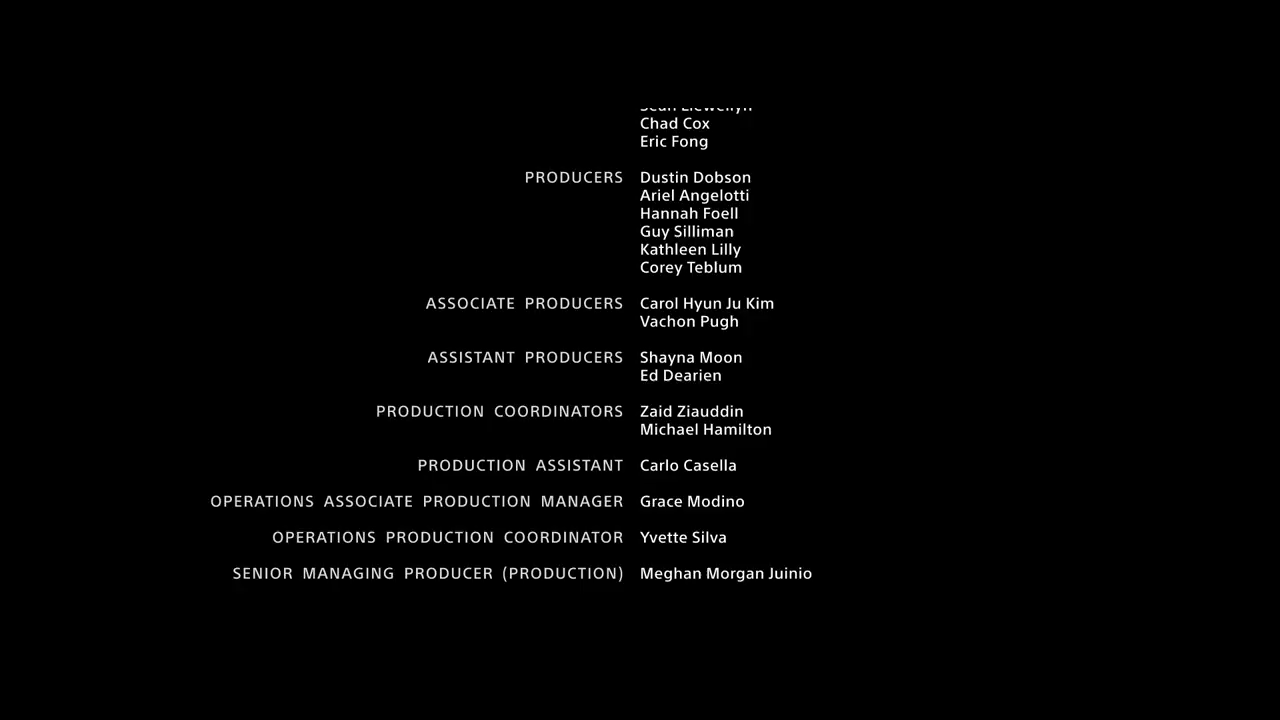 Sean Llewellyn
Chad Cox
Eric Fong
PRODUCERS Dustin Dobson
Ariel Angelotti
Hannah Foell
Guy Silliman
Kathleen Lilly
Corey Teblum
ASSOCIATE PRODUCERS Carol Hyun Ju Kim
Vachon Pugh
ASSISTANT PRODUCERS Shayna Moon
Ed Dearien
PRODUCTION COORDINATORS Zaid Ziauddin
Michael Hamilton
PRODUCTION ASSISTANT Carlo Casella
OPERATIONS ASSOCIATE PRODUCTION MANAGER Grace Modino
OPERATIONS PRODUCTION COORDINATOR Yvette Silva
SENIOR MANAGING PRODUCER (PRODUCTION) Meghan Morgan Juinio